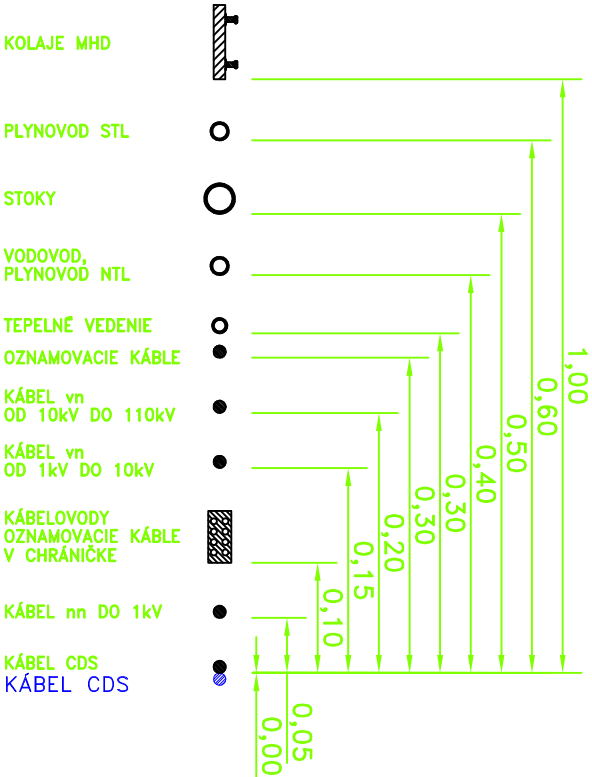 KOLAJE MHD
PLYNOVOD STL
STOKY
VODOVOD,
PLYNOVOD NTL
TEPELNÉ VEDENIE
OZNAMOVACIE KÁBLE
KÁBEL vn
OD 10kV DO 110kV
KÁBEL vn
OD 1kV DO 10kV
KÁBELOVODY
OZNAMOVACIE KÁBLE
V CHRÁNIČKE
KÁBEL nn DO 1kV
KÁBEL CDS
KÁBEL CDS
1,00
0,60
0,50
0,40
0,30
0,30
0,20
0,15
0,10
0,05
0,00